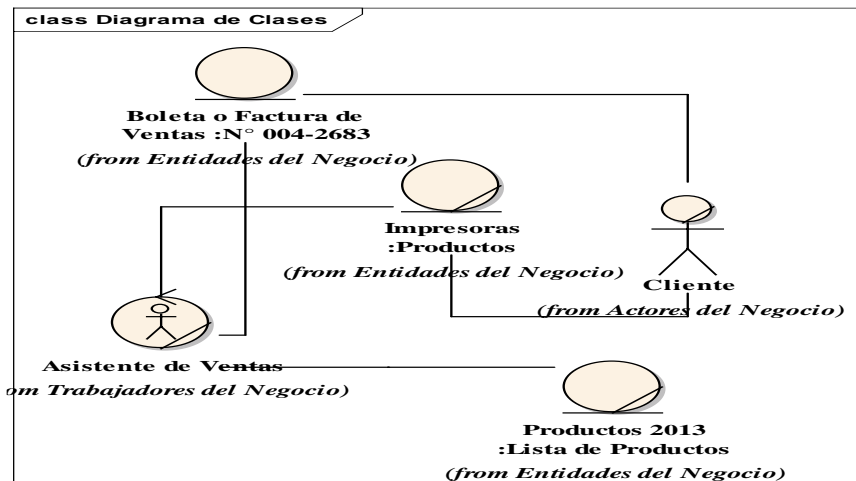 class Diagrama de Clases
Boleta o Factura de
Ventas :N° 004-2683
(from Entidades del Negocio)
Impresoras
:Productos
(from Entidades del Negocio)
Cliente
(from Actores del Negocio)
Asistente de Ventas
om Trabajadores del Negocio)
Productos 2013
:Lista de Productos
(from Entidades del Negocio)